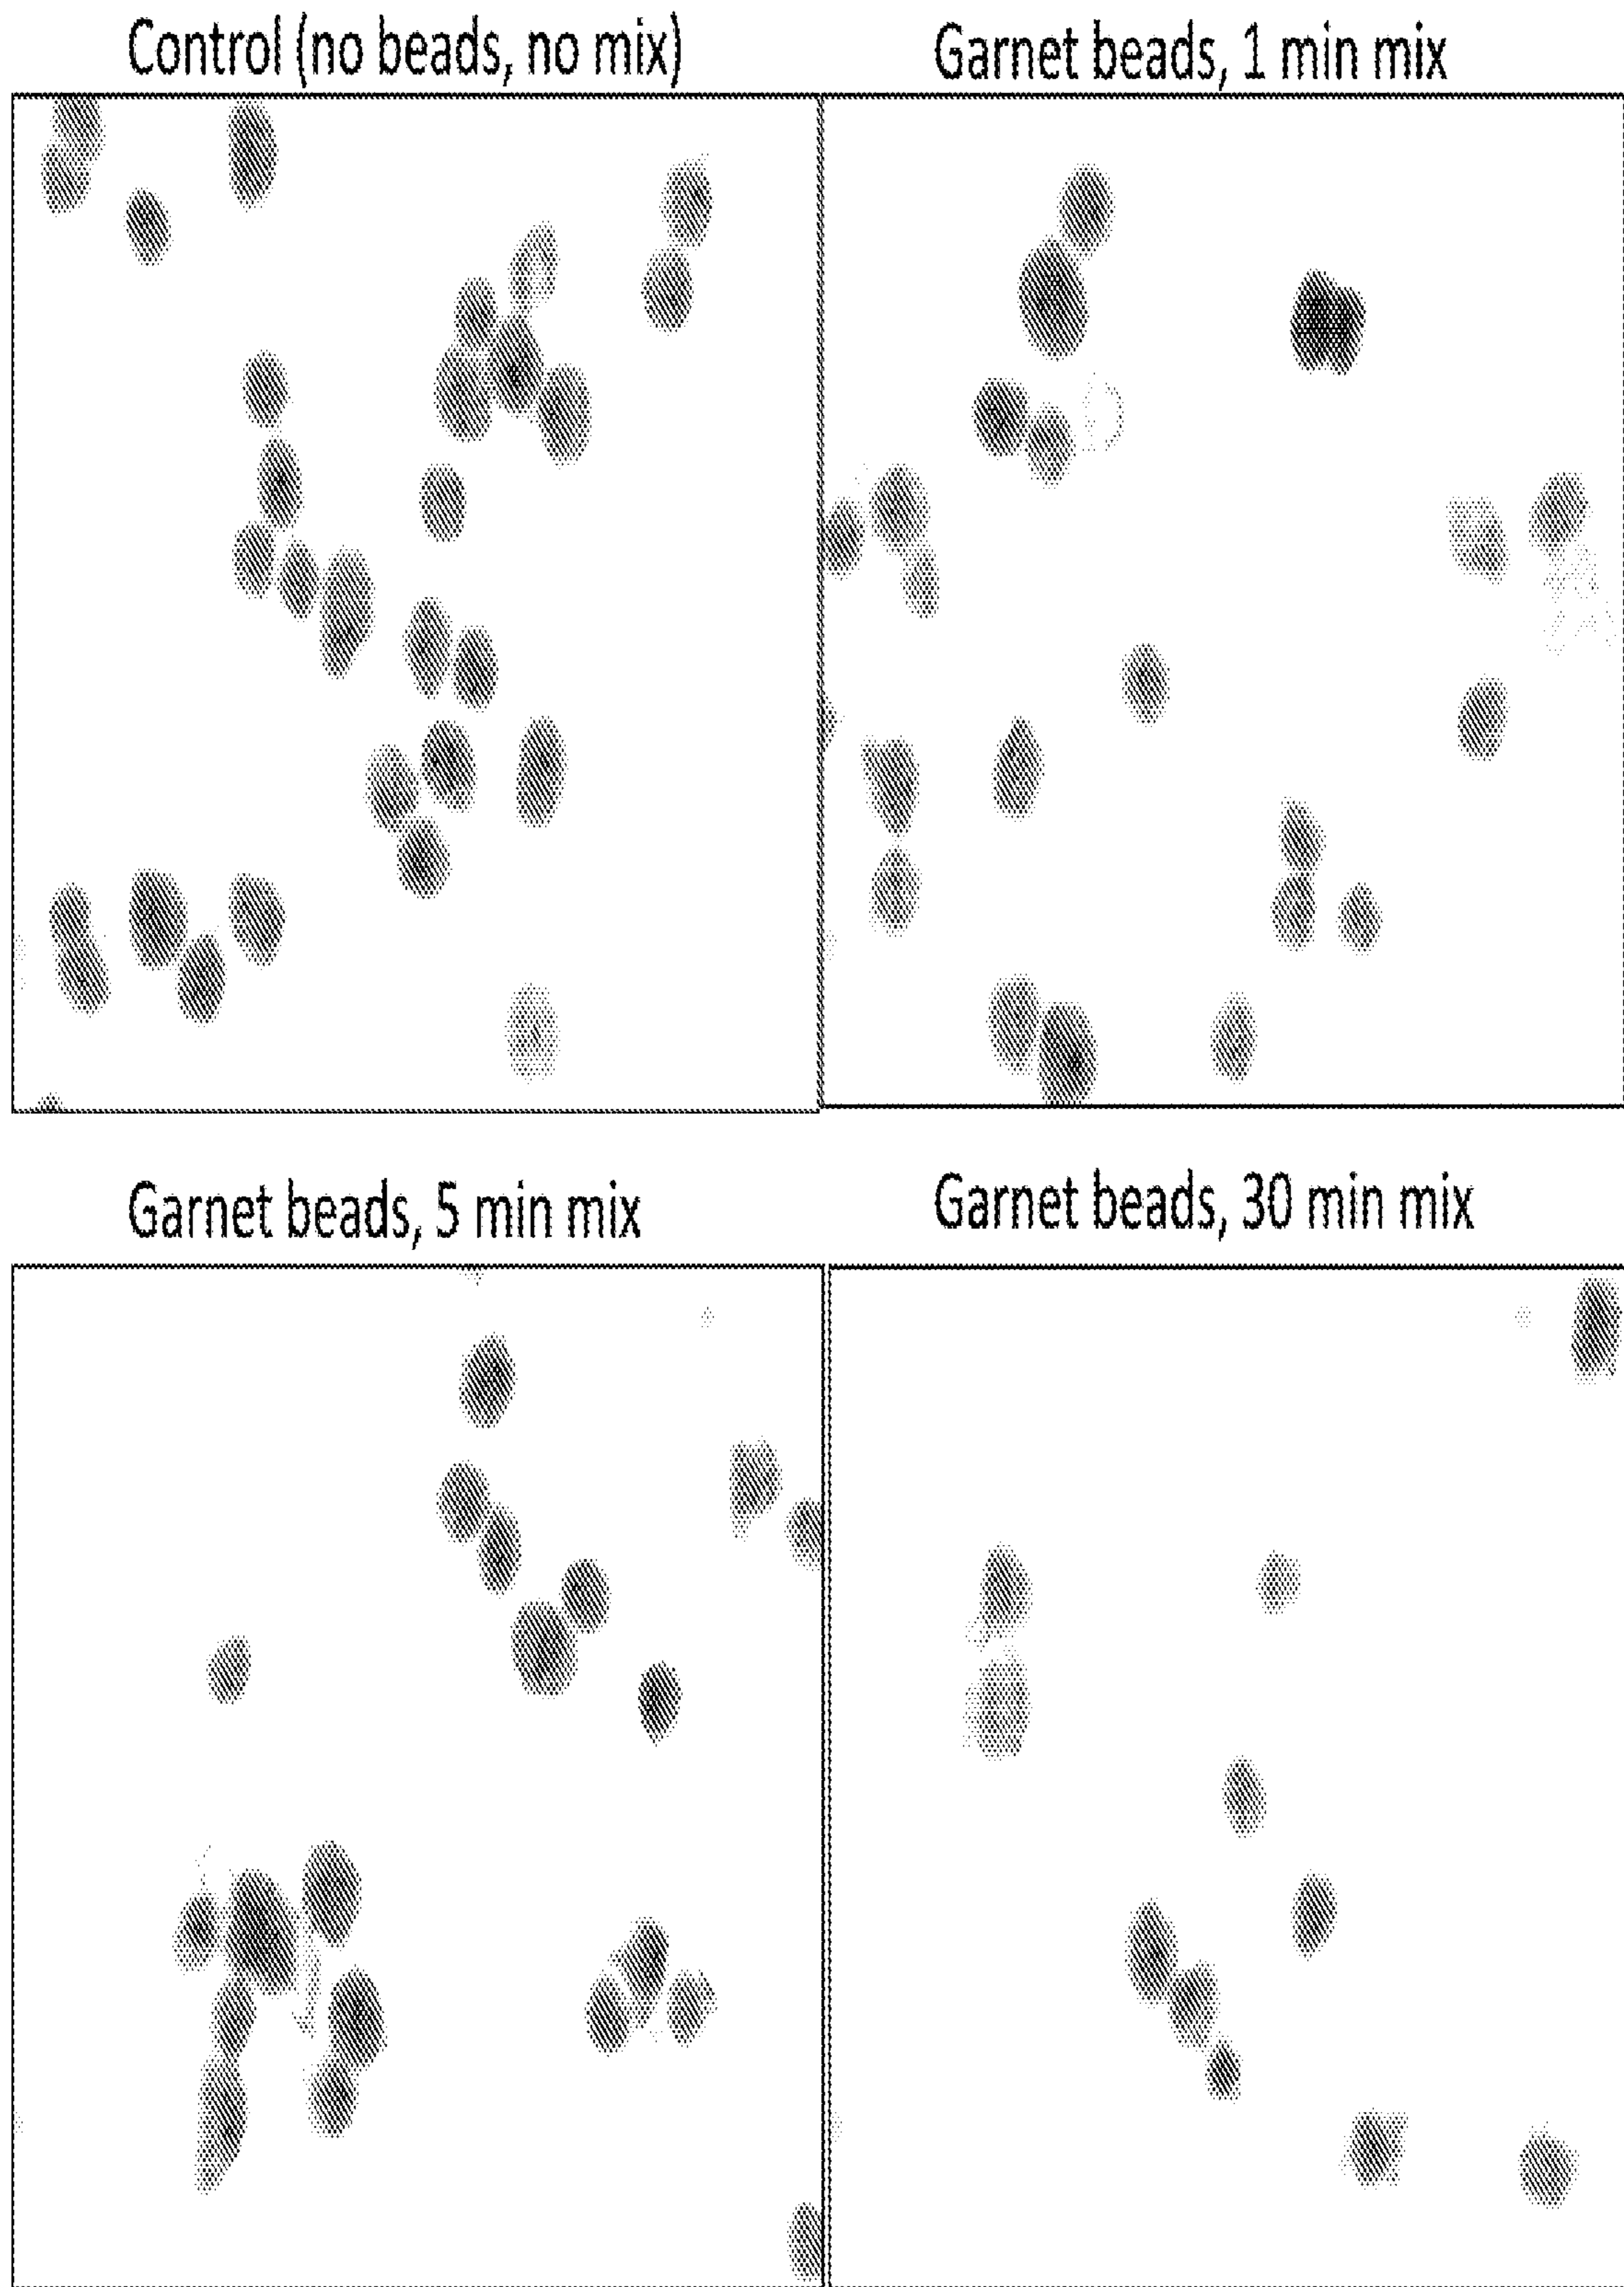 Control (no beads, no mix)
Garnet beads, 1 min mix
Garnet beads, 5 min mix
Garnet beads, 30 min mix